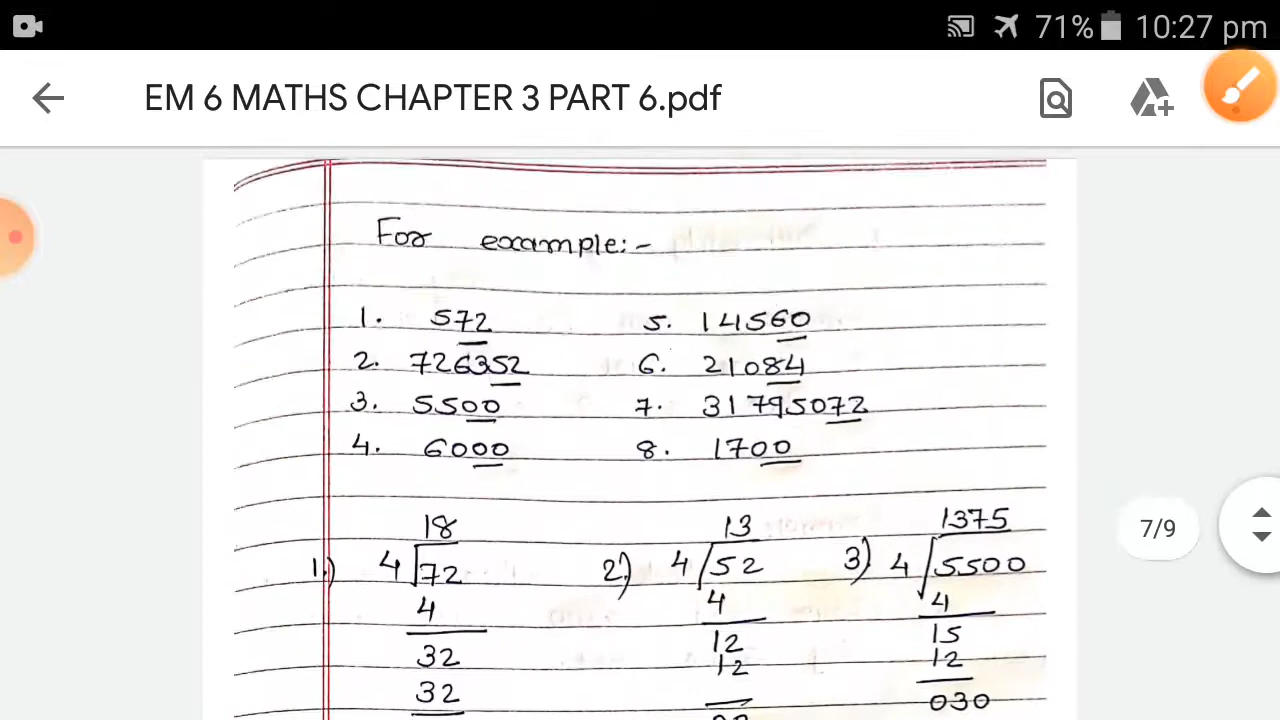 71% 10:27 pm
EM 6 MATHS CHAPTER 3 PART 6.pdf
For example:-
1. 572 5. 14560
2. 726352 6. 21084
3. 5500 7. 31795072
4. 6000 8. 1700
18 13 1375
1.) 4 72 2.) 4 52 3) 4 5500
4 4 4
32 12 15
32 12 12
00 030
7/9